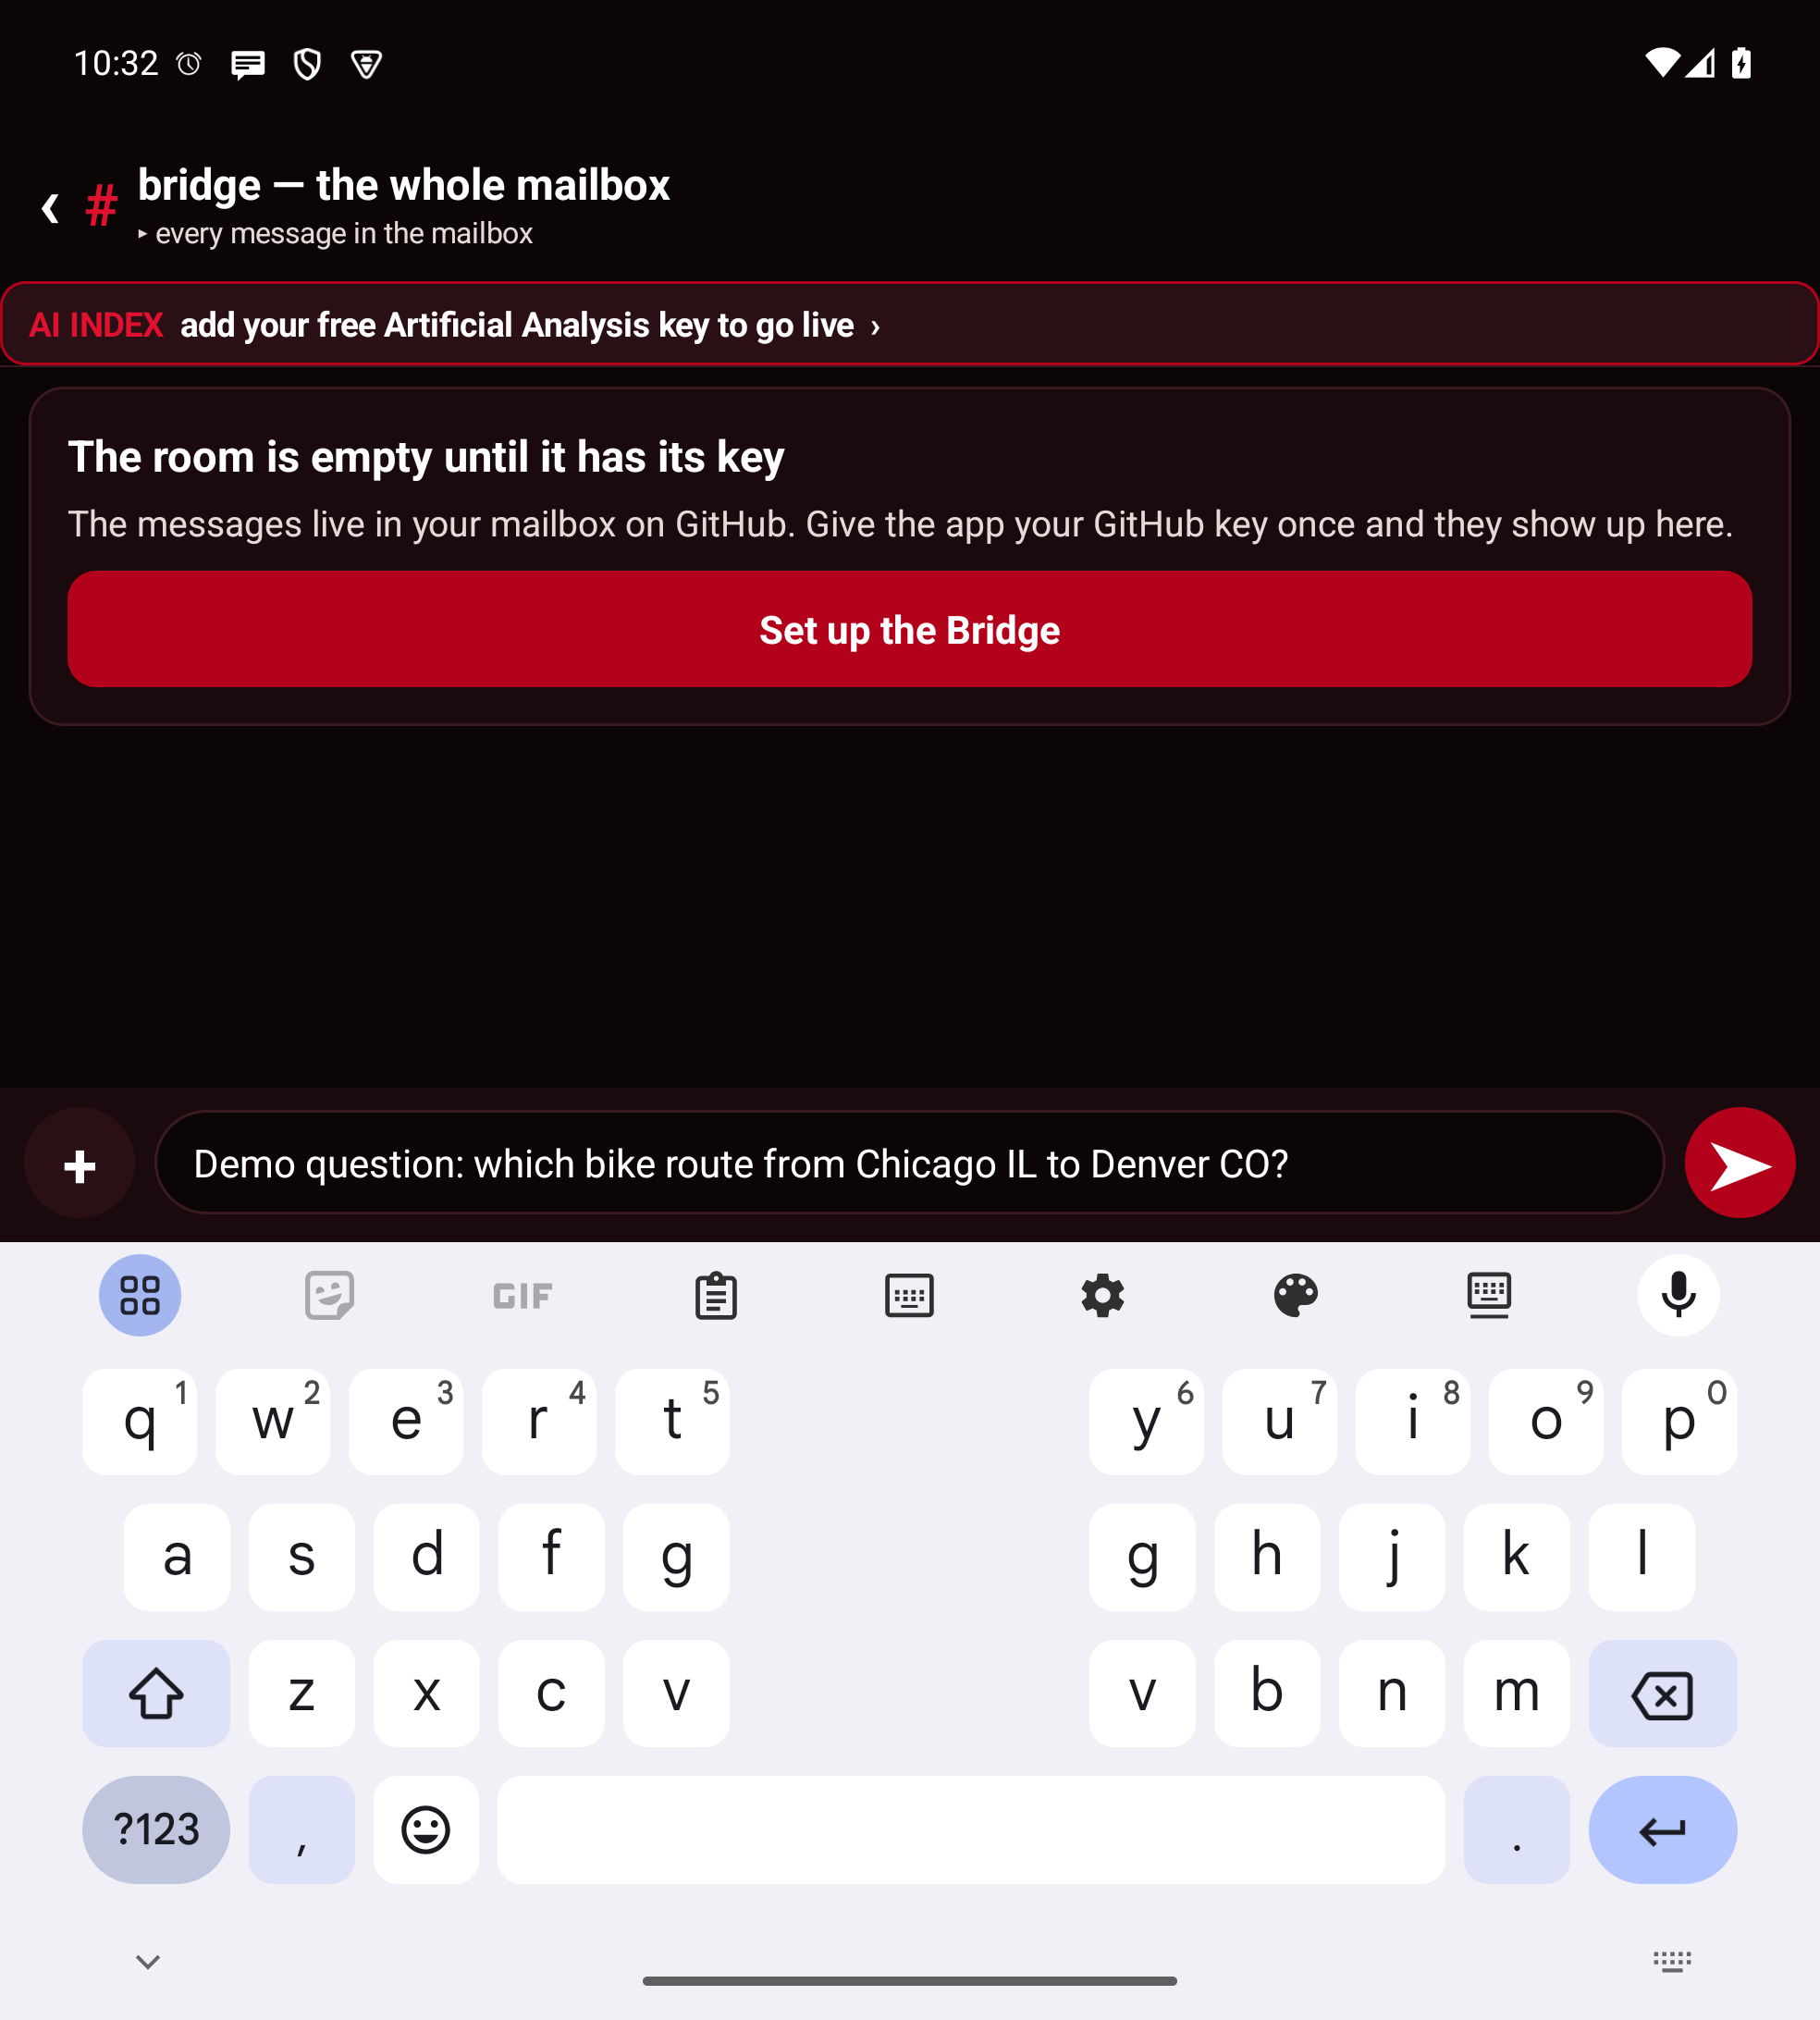 10:32
# bridge — the whole mailbox
▸ every message in the mailbox
AI INDEX add your free Artificial Analysis key to go live ›
The room is empty until it has its key
The messages live in your mailbox on GitHub. Give the app your GitHub key once and they show up here.
Set up the Bridge
+ Demo question: which bike route from Chicago IL to Denver CO?
GIF
q 1 w 2 e 3 r 4 t 5 y 6 u 7 i 8 o 9 p 0
a s d f g g h j k l
z x c v v b n m
?123 , .